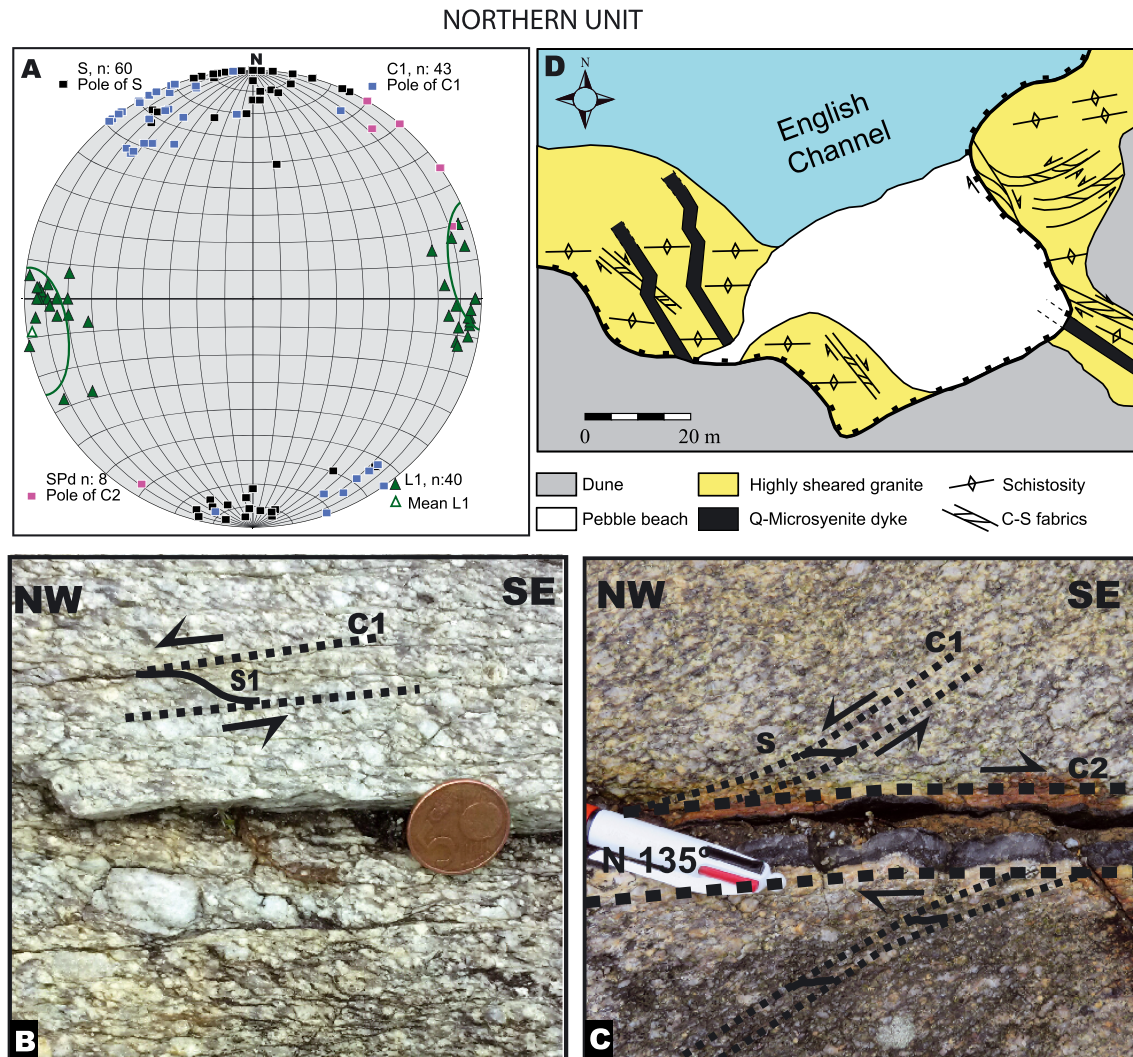 NORTHERN UNIT
A
N
S, n: 60
Pole of S
C1, n: 43
Pole of C1
SPd n: 8
Pole of C2
L1, n:40
Mean L1
D
English
Channel
0 20 m
Dune
Highly sheared granite
Schistosity
Pebble beach
Q-Microsyenite dyke
C-S fabrics
NW
SE
C1
S1
B
NW
SE
C1
S
C2
N 135°
C